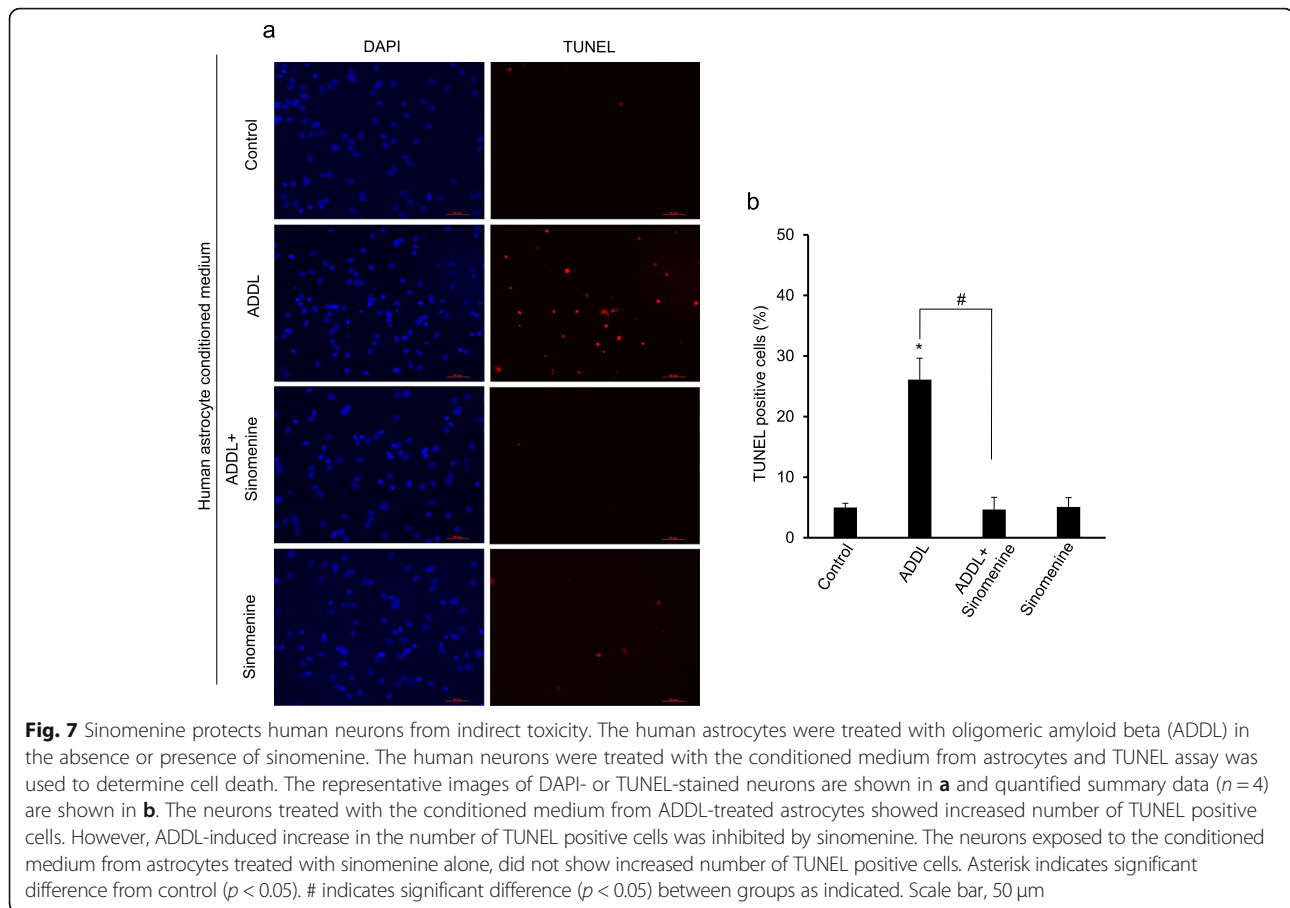 a
DAPI
TUNEL
Human astrocyte conditioned medium
Control
ADDL
ADDL+
Sinomenine
Sinomenine
b
TUNEL positive cells (%)
50
40
30
20
10
0
#
*
Control
ADDL
ADDL+
Sinomenine
Sinomenine
Fig. 7 Sinomenine protects human neurons from indirect toxicity. The human astrocytes were treated with oligomeric amyloid beta (ADDL) in
the absence or presence of sinomenine. The human neurons were treated with the conditioned medium from astrocytes and TUNEL assay was
used to determine cell death. The representative images of DAPI- or TUNEL-stained neurons are shown in a and quantified summary data (n = 4)
are shown in b. The neurons treated with the conditioned medium from ADDL-treated astrocytes showed increased number of TUNEL positive
cells. However, ADDL-induced increase in the number of TUNEL positive cells was inhibited by sinomenine. The neurons exposed to the conditioned
medium from astrocytes treated with sinomenine alone, did not show increased number of TUNEL positive cells. Asterisk indicates significant
difference from control (p < 0.05). # indicates significant difference (p < 0.05) between groups as indicated. Scale bar, 50 μm